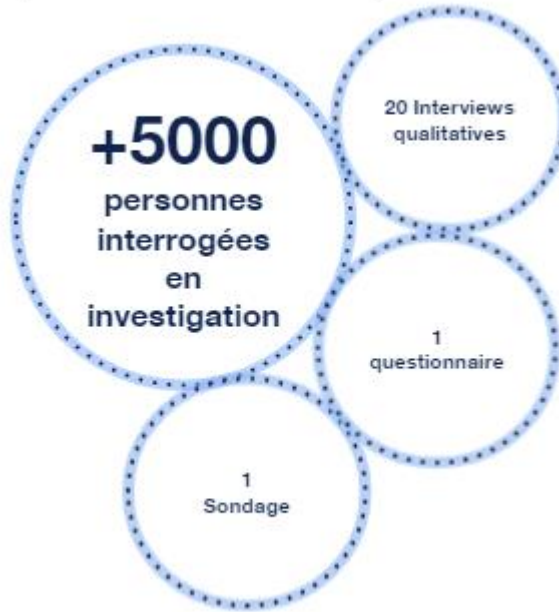 +5000
personnes
interrogées
en
investigation
20 Interviews
qualitatives
1
questionnaire
1
Sondage